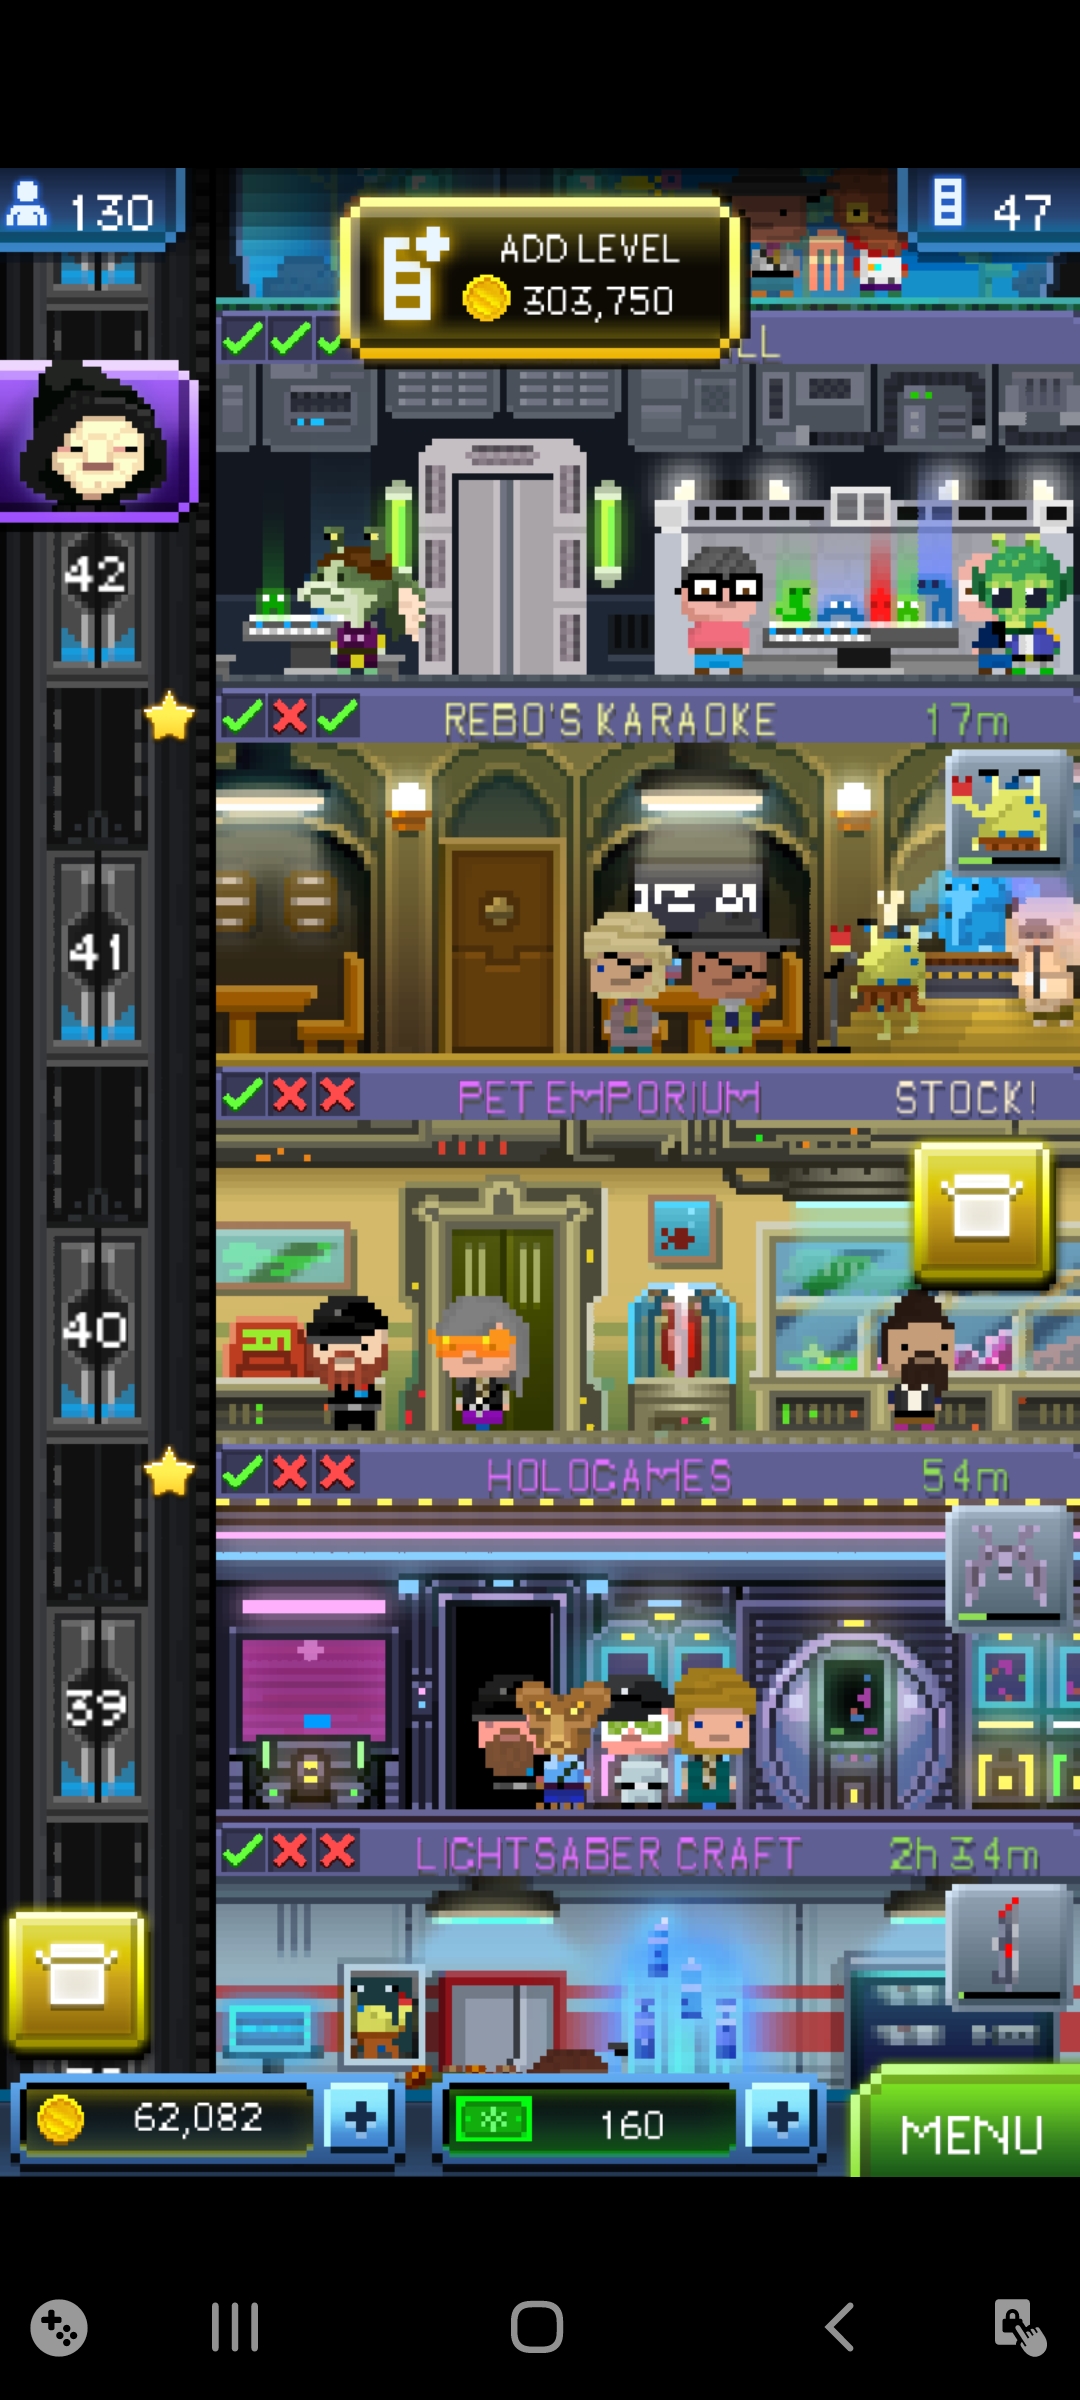 130
47
ADD LEVEL
303,750
LL
42
REBO'S KARAOKE 17m
41
PET EMPORIUM STOCK!
40
HOLOGAMES 54m
39
LIGHTSABER CRAFT 2h 34m
62,082
160
MENU